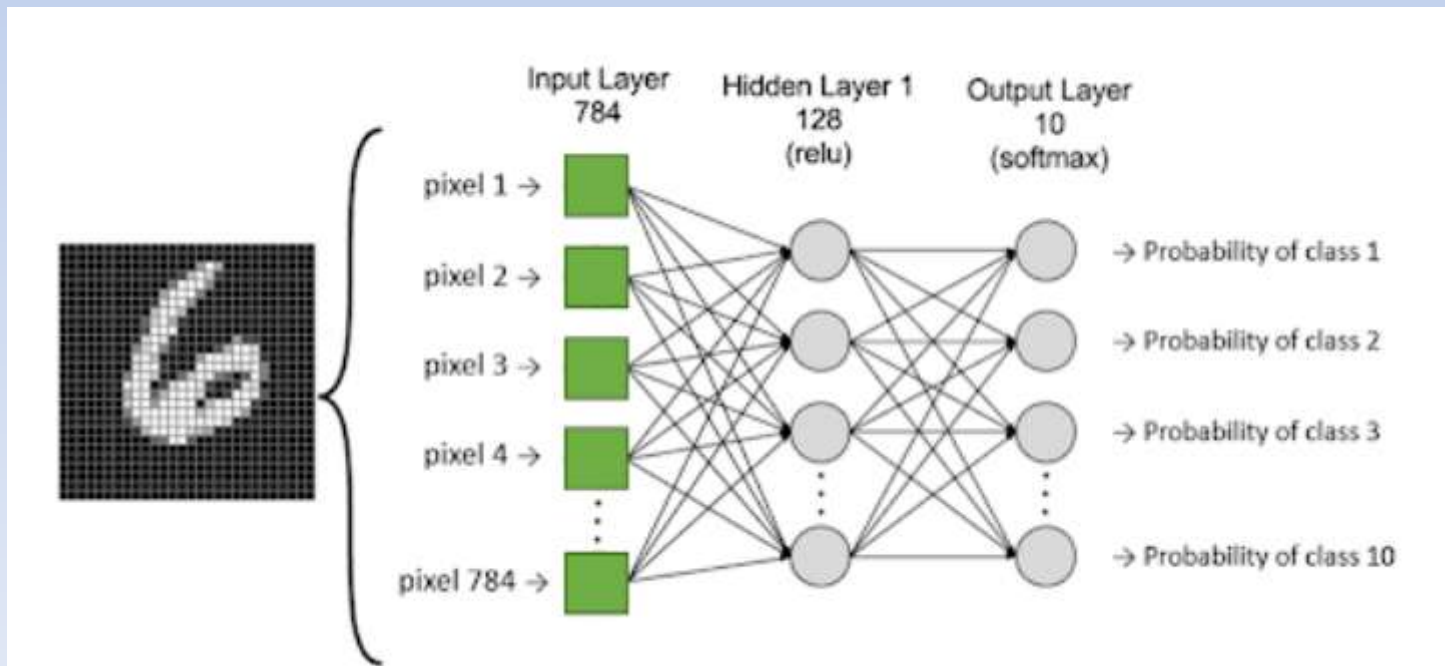 Input Layer
784
Hidden Layer 1
128
(relu)
Output Layer
10
(softmax)
pixel 1 →
pixel 2 →
pixel 3 →
pixel 4 →
pixel 784 →
→ Probability of class 1
→ Probability of class 2
→ Probability of class 3
→ Probability of class 10